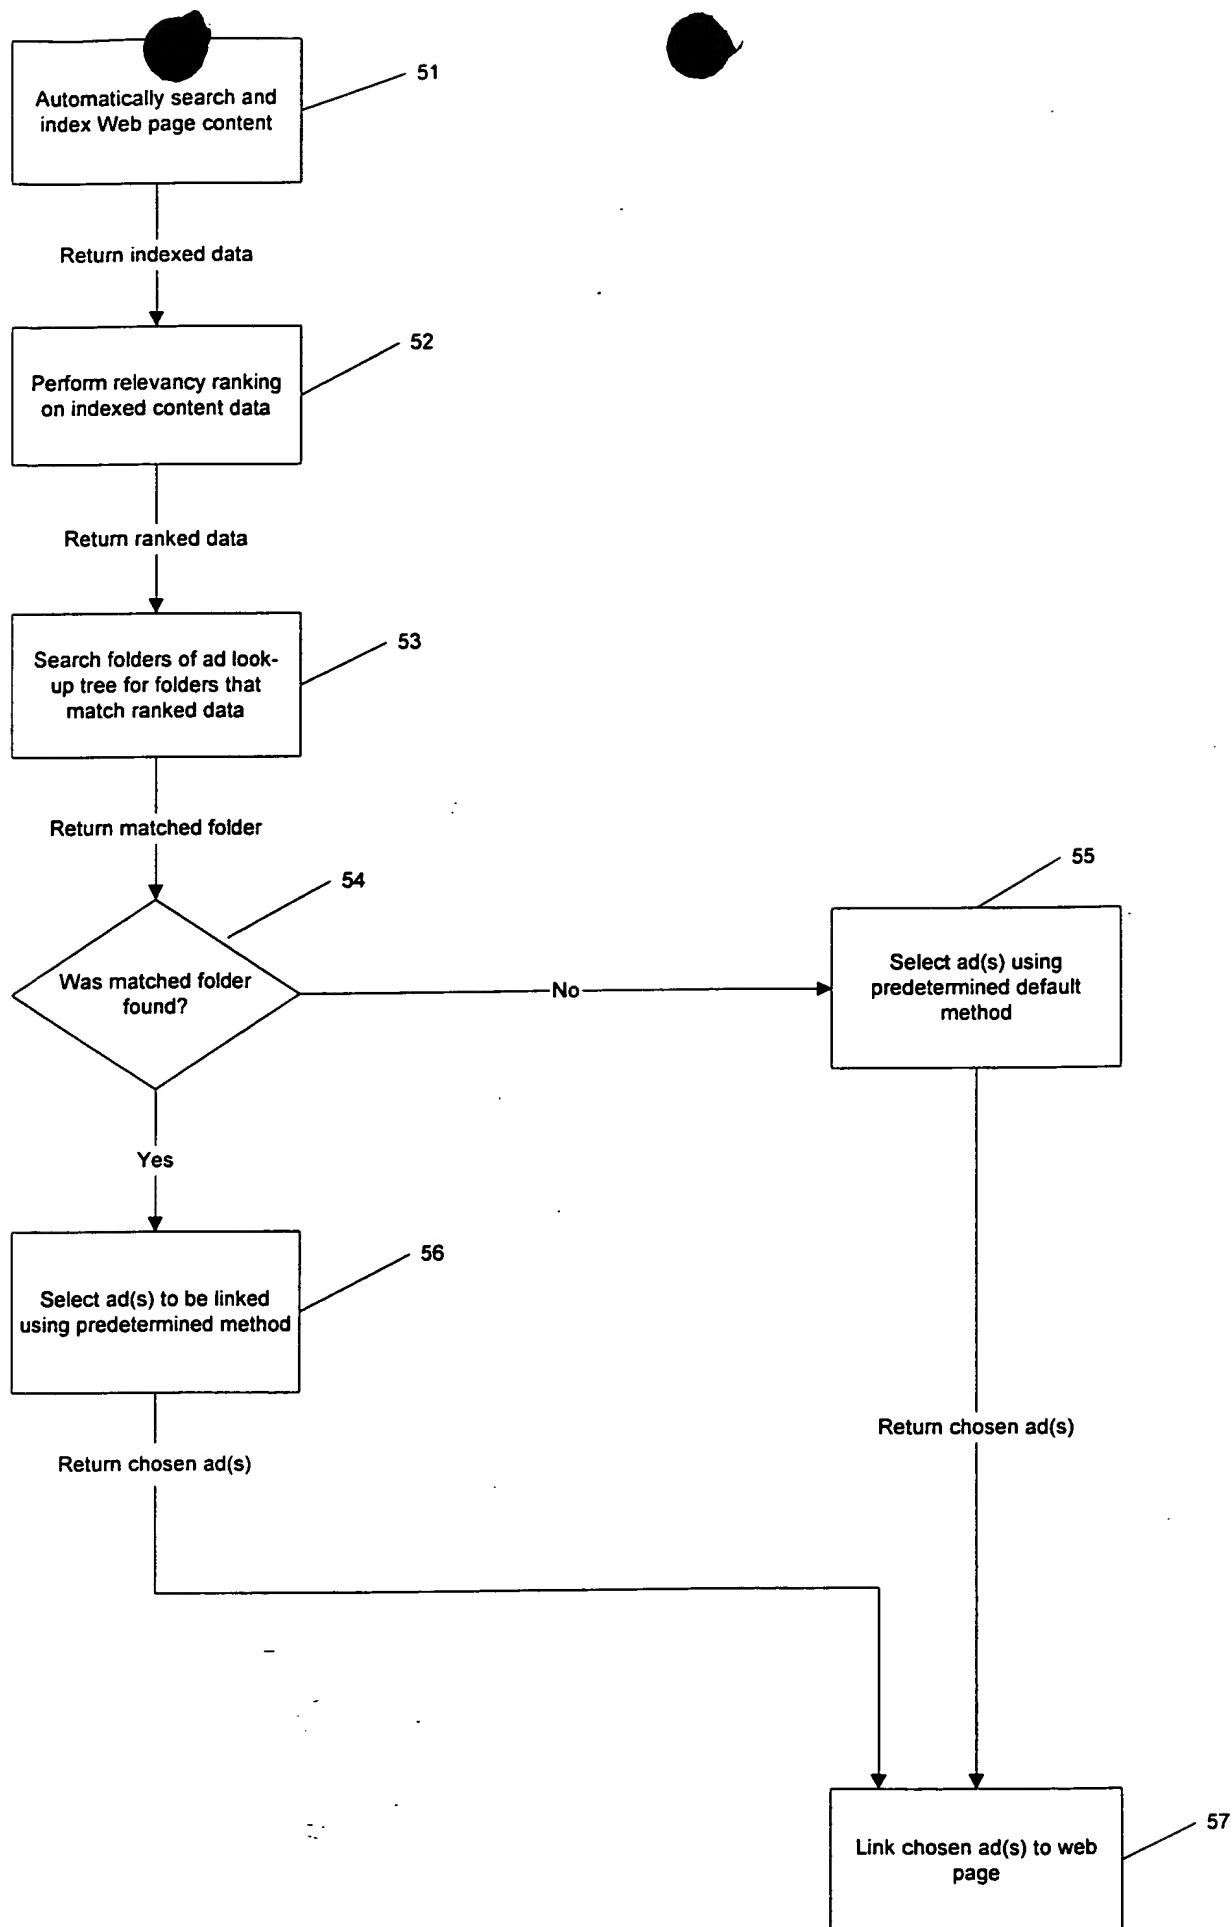 51
Automatically search and
index Web page content
Return indexed data
52
Perform relevancy ranking
on indexed content data
Return ranked data
53
Search folders of ad look-
up tree for folders that
match ranked data
Return matched folder
54
Was matched folder
found?
No
55
Select ad(s) using
predetermined default
method
Yes
56
Select ad(s) to be linked
using predetermined method
Return chosen ad(s)
Return chosen ad(s)
57
Link chosen ad(s) to web
page